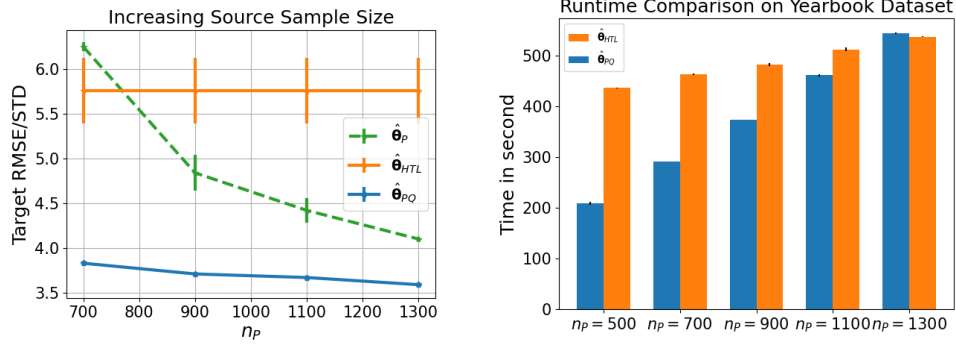 Increasing Source Sample Size
Target RMSE/STD
6.0
5.5
5.0
4.5
4.0
3.5
θ̂_P
θ̂_HTL
θ̂_PQ
700 800 900 1000 1100 1200 1300
n_P
Runtime Comparison on Yearbook Dataset
Time in second
500
400
300
200
100
0
θ̂_HTL
θ̂_PQ
n_P = 500 n_P = 700 n_P = 900 n_P = 1100 n_P = 1300